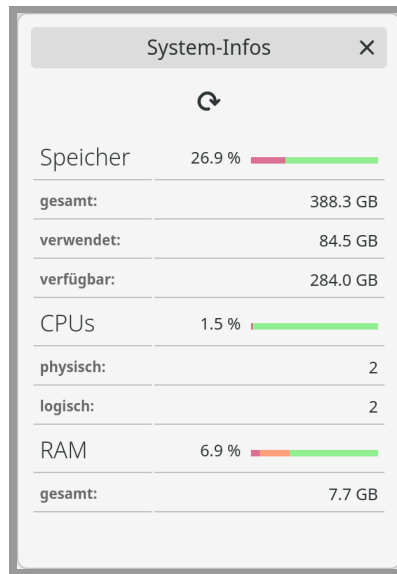 System-Infos ×
Speicher 26.9 %
gesamt: 388.3 GB
verwendet: 84.5 GB
verfügbar: 284.0 GB
CPUs 1.5 %
physisch: 2
logisch: 2
RAM 6.9 %
gesamt: 7.7 GB